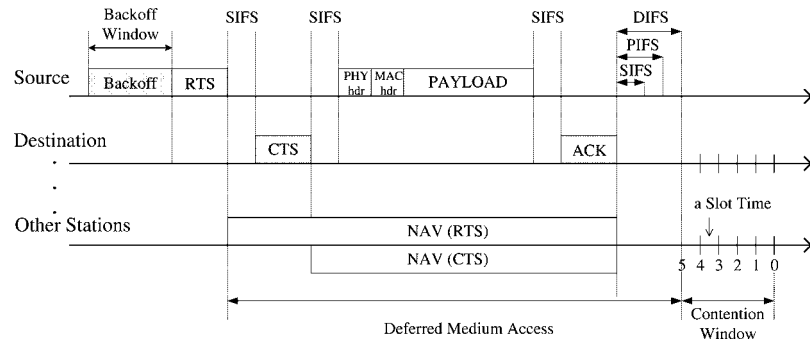 Backoff
Window
SIFS
SIFS
SIFS
DIFS
PIFS
SIFS
Source
Backoff
RTS
PHY
hdr
MAC
hdr
PAYLOAD
Destination
CTS
ACK
Other Stations
NAV (RTS)
NAV (CTS)
a Slot Time
5 4 3 2 1 0
Deferred Medium Access
Contention
Window